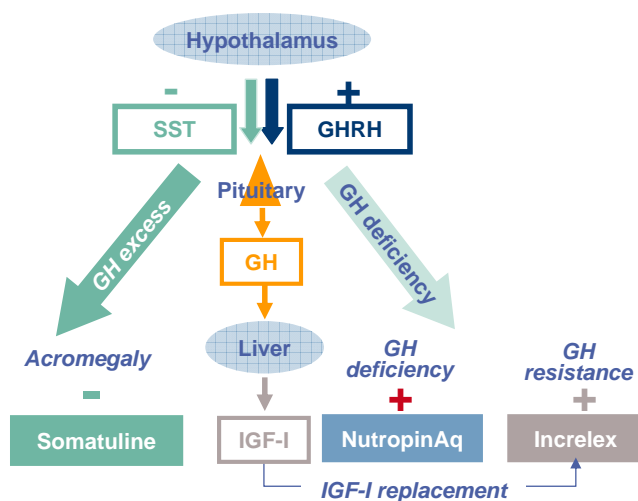 Hypothalamus
- +
SST
GHRH
Pituitary
GH excess
GH deficiency
GH
Liver
Acromegaly
GH
deficiency
GH
resistance
- + +
Somatuline
IGF-I
NutropinAq
Increlex
IGF-I replacement